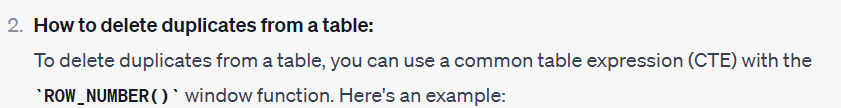 2. How to delete duplicates from a table:
To delete duplicates from a table, you can use a common table expression (CTE) with the
`ROW_NUMBER()` window function. Here's an example: